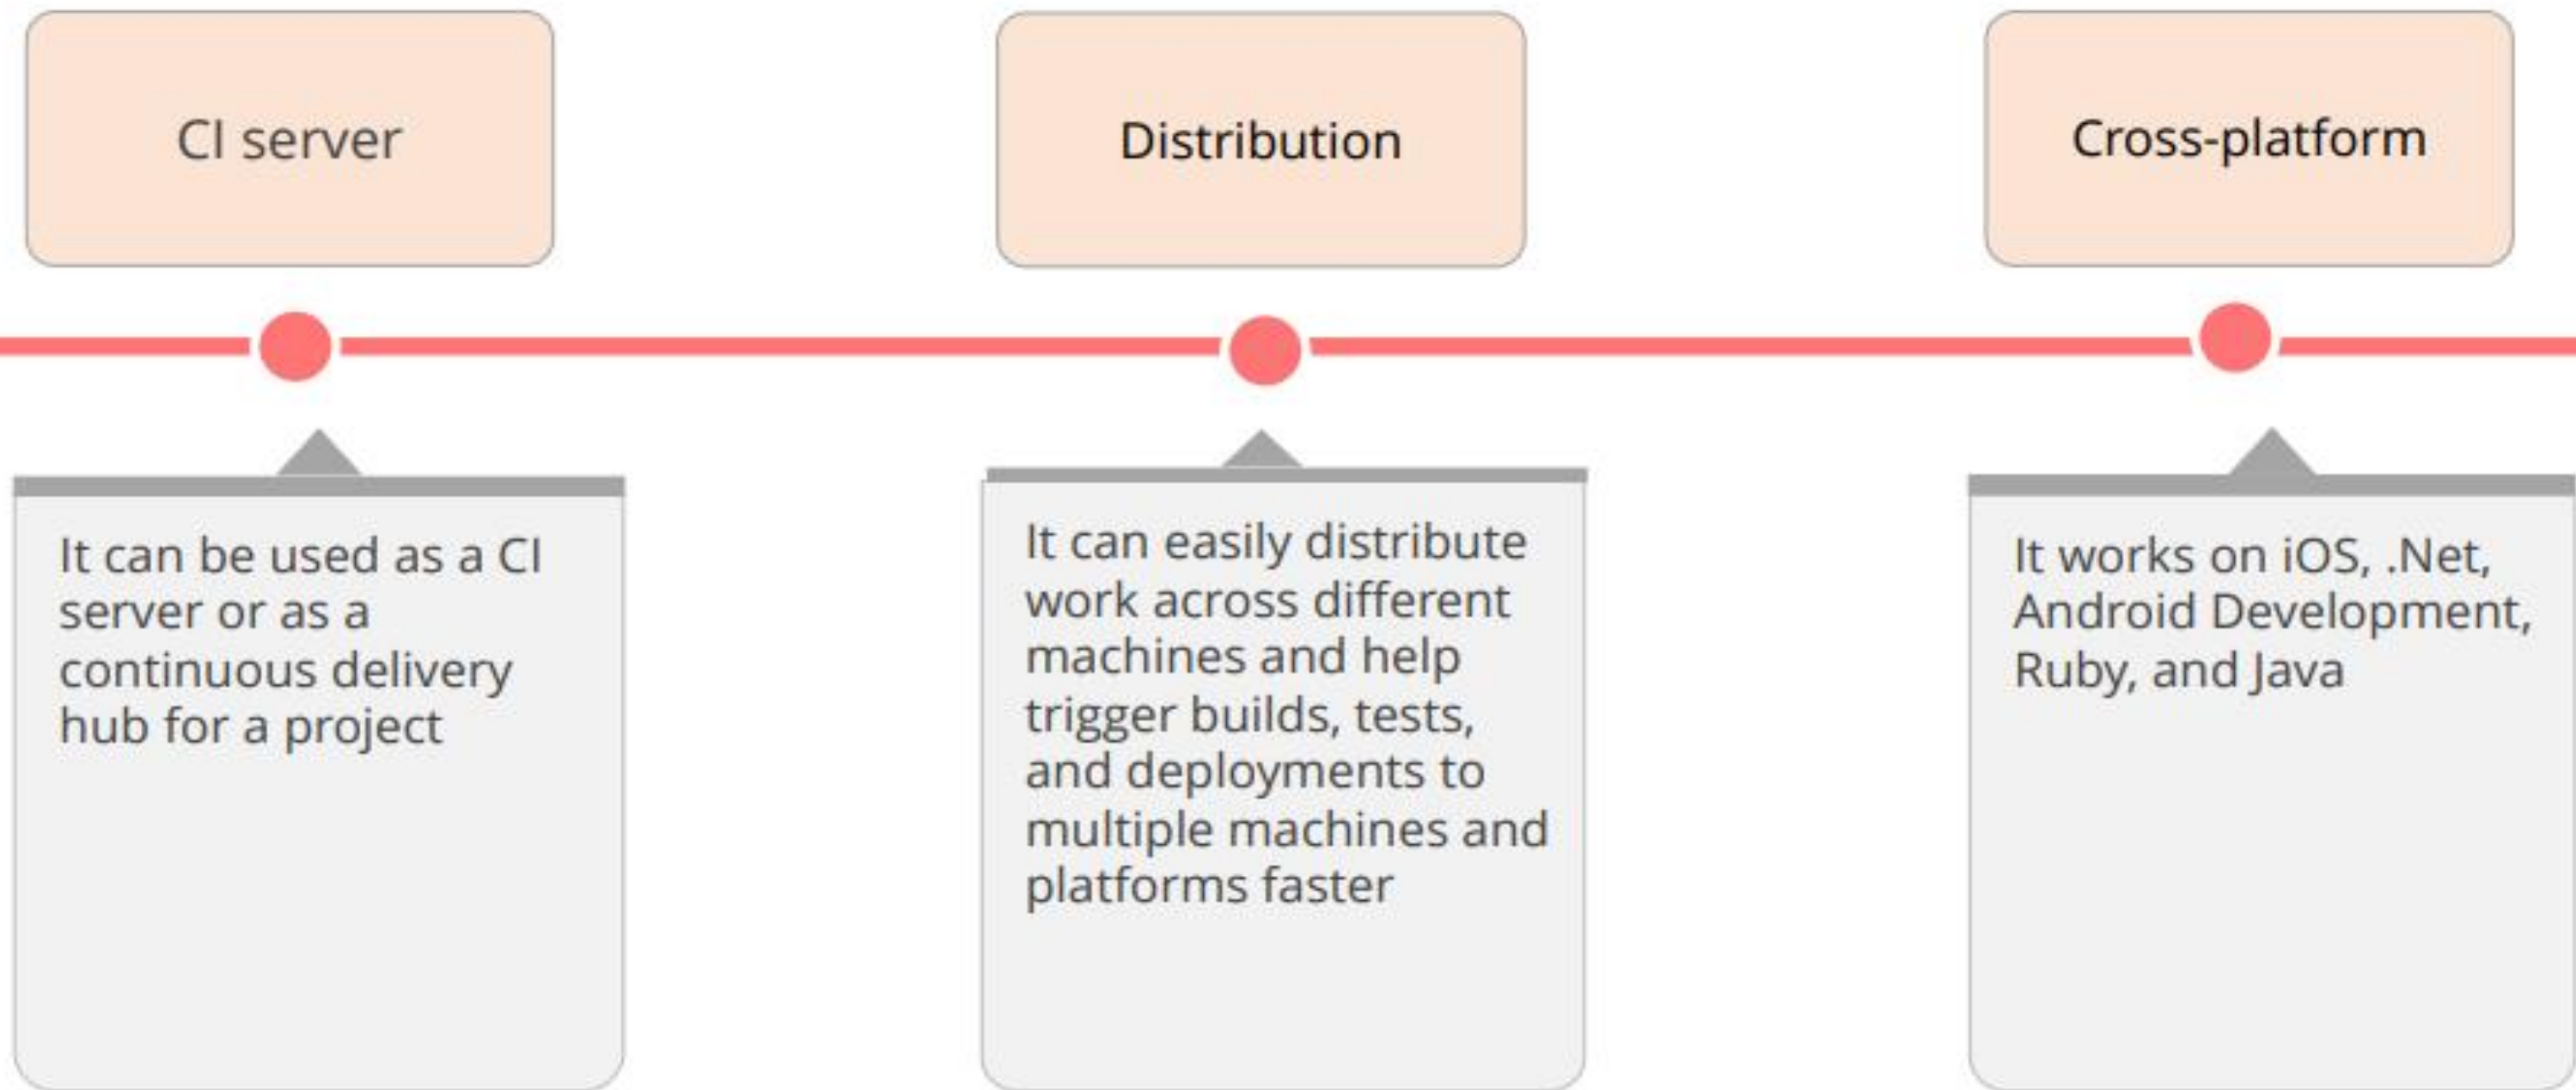 CI server
It can be used as a CI
server or as a
continuous delivery
hub for a project
Distribution
It can easily distribute
work across different
machines and help
trigger builds, tests,
and deployments to
multiple machines and
platforms faster
Cross-platform
It works on iOS, .Net,
Android Development,
Ruby, and Java